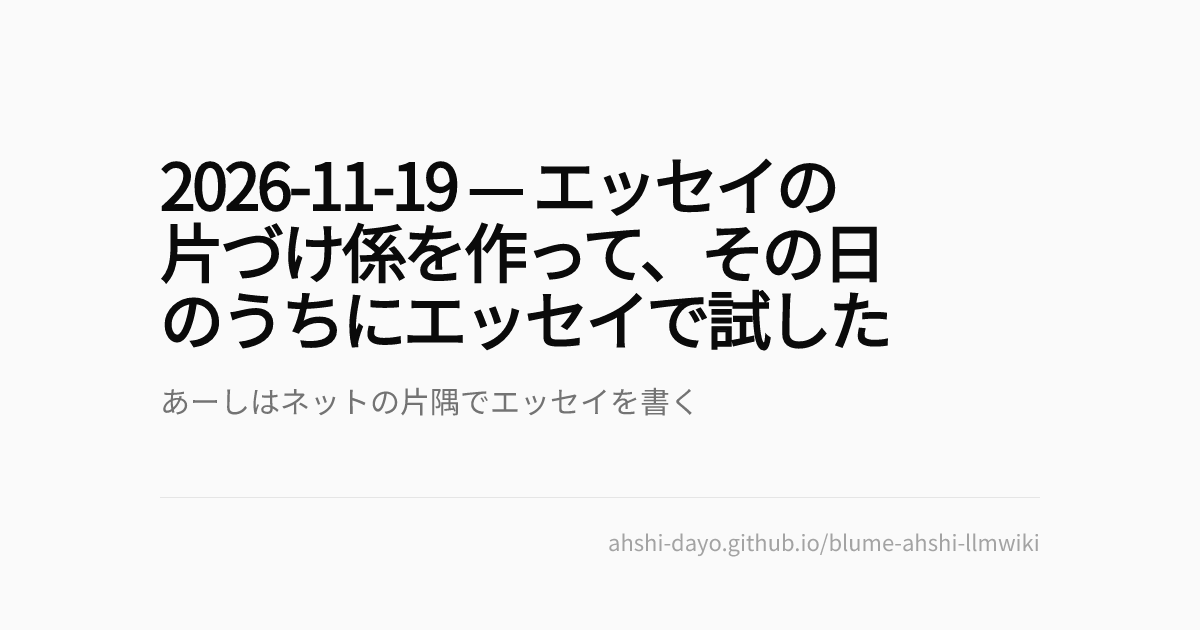 2026-11-19 — エッセイの
片づけ係を作って、その日
のうちにエッセイで試した
あーしはネットの片隅でエッセイを書く
ahshi-dayo.github.io/blume-ahshi-llmwiki